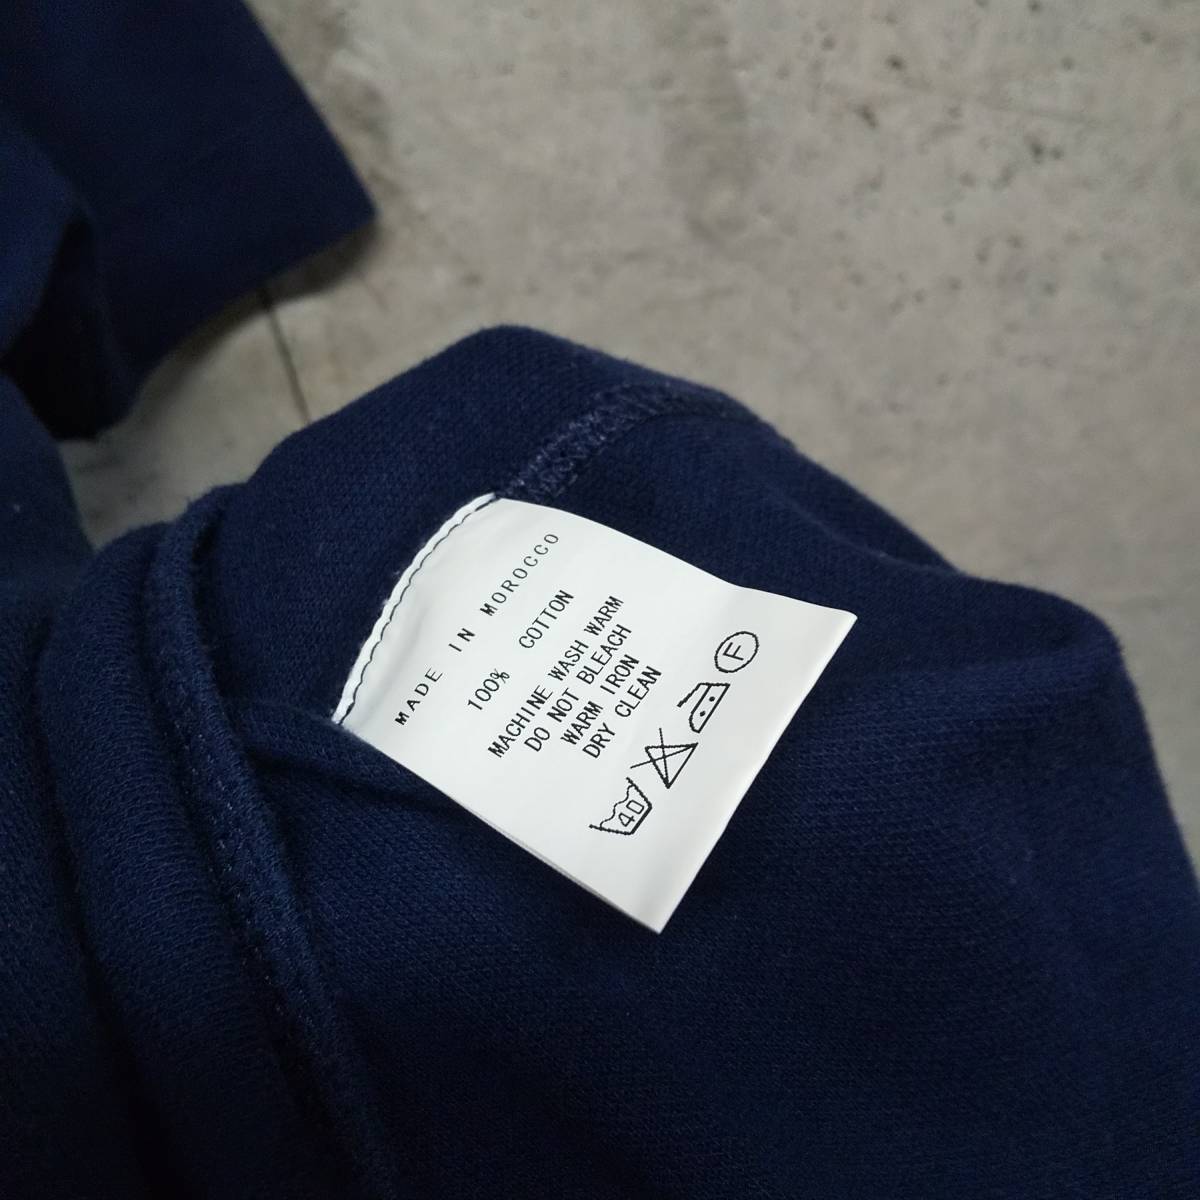 MADE IN MOROCCO
100% COTTON
MACHINE WASH WARM
DO NOT BLEACH
WARM IRON
DRY CLEAN
40
F